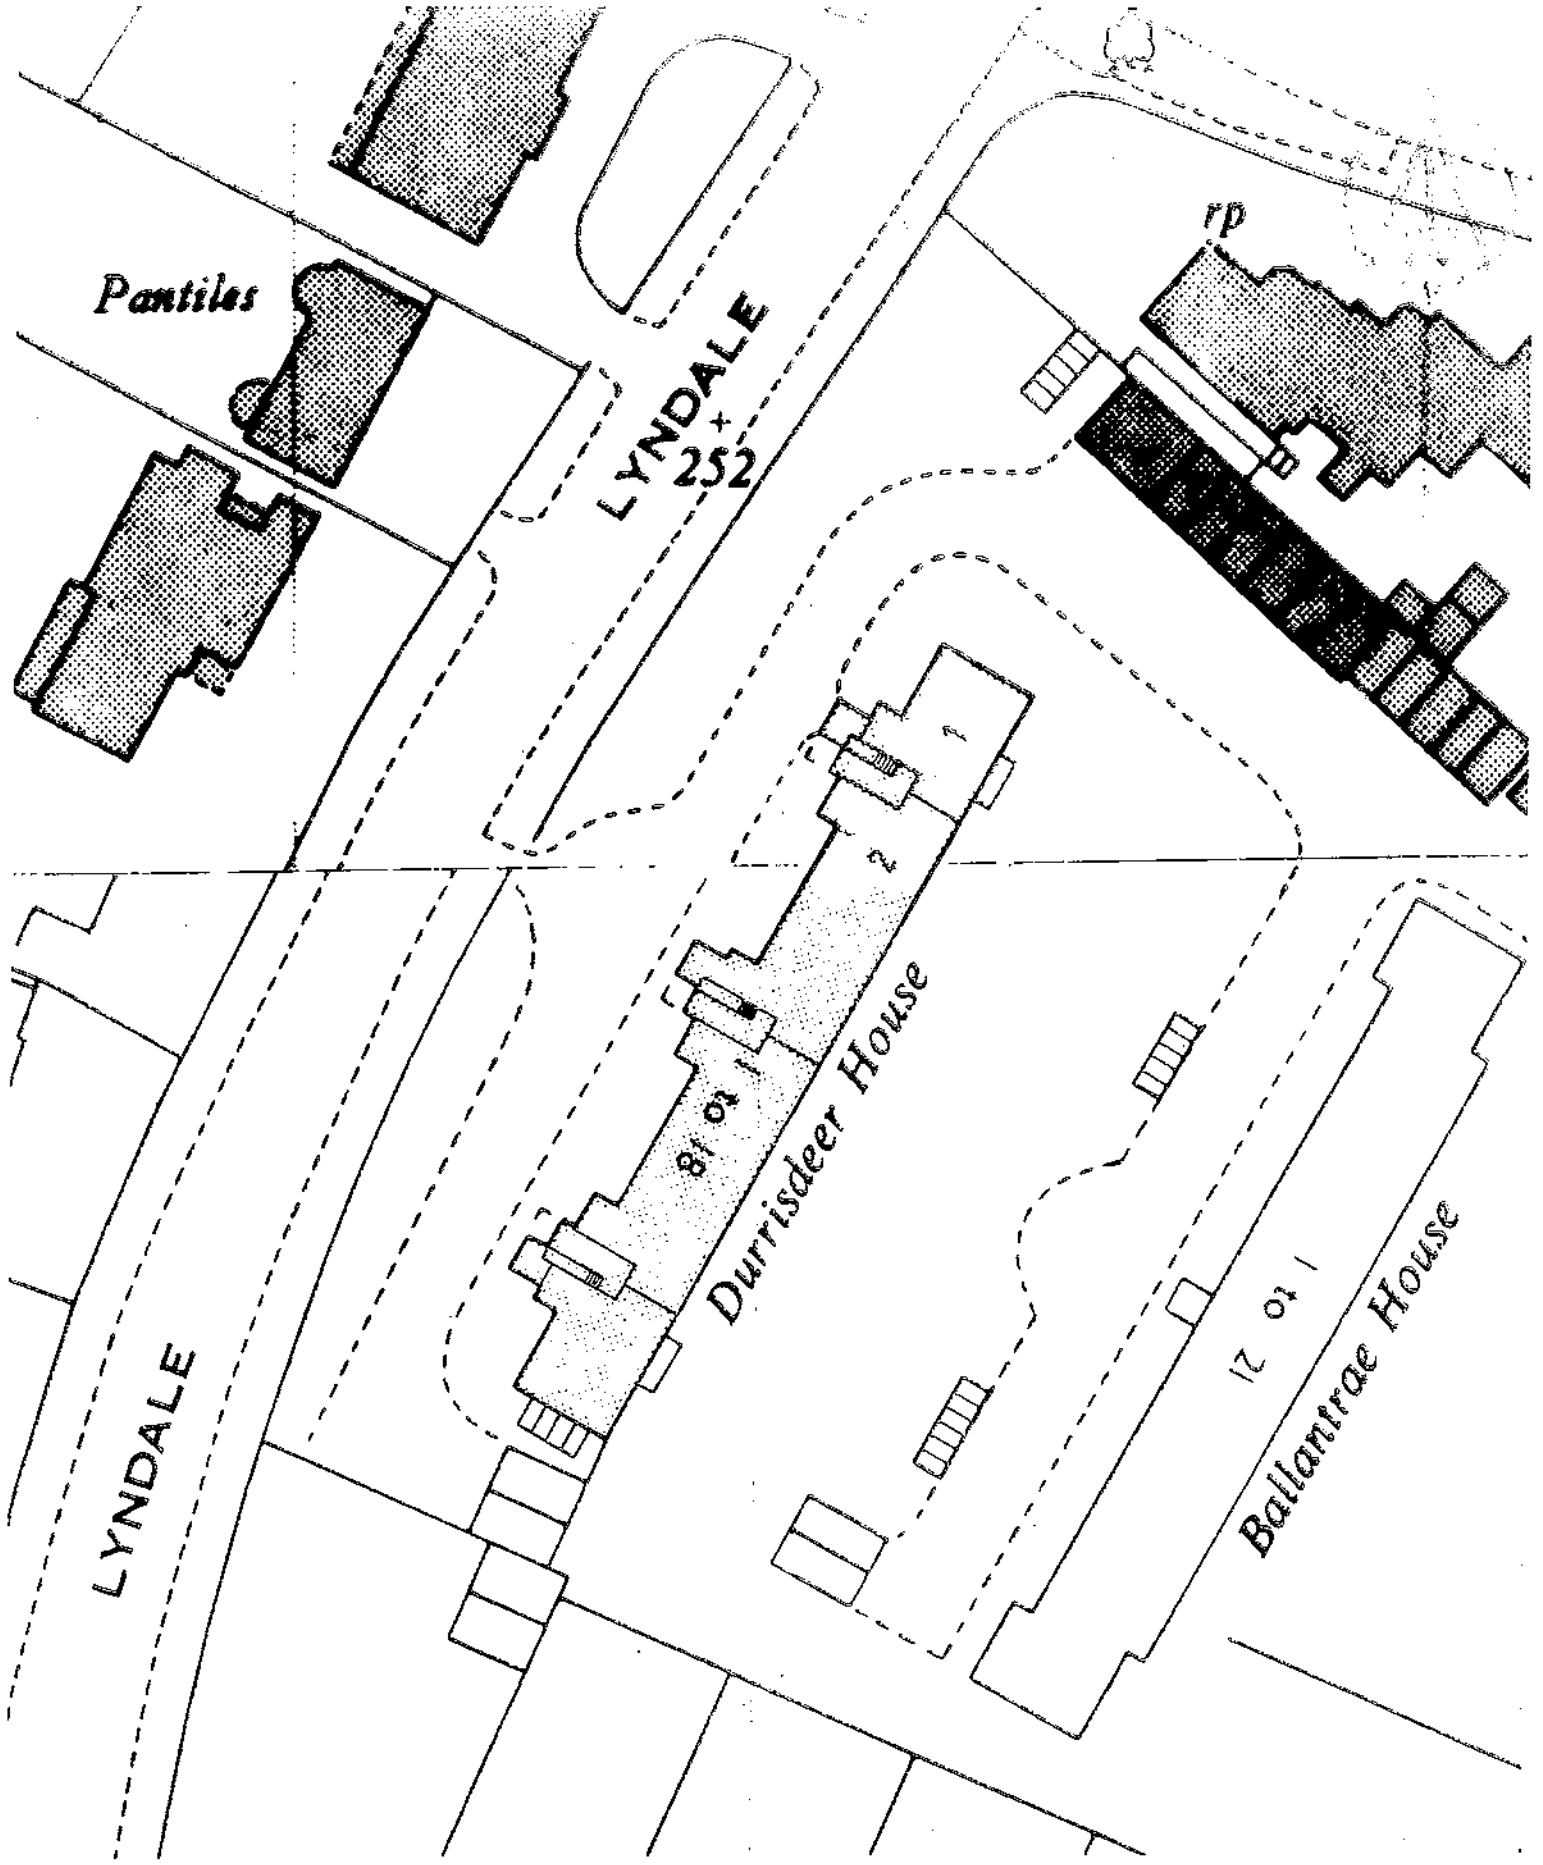 rp
Pantiles
LYNDALE
252
1
2
1 to 18
Durrisdeer House
1 to 21
Ballantrae House
LYNDALE